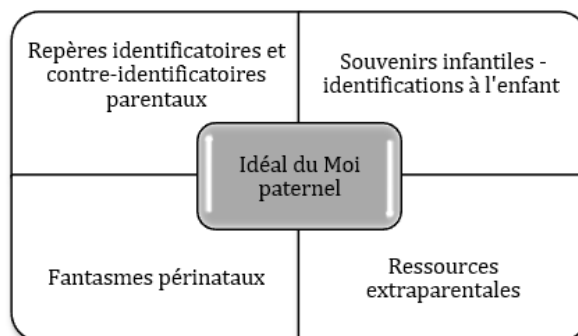 Repères identificatoires et
contre-identificatoires
parentaux
Souvenirs infantiles -
identifications à l'enfant
Idéal du Moi
paternel
Fantasmes périnataux
Ressources
extraparentales